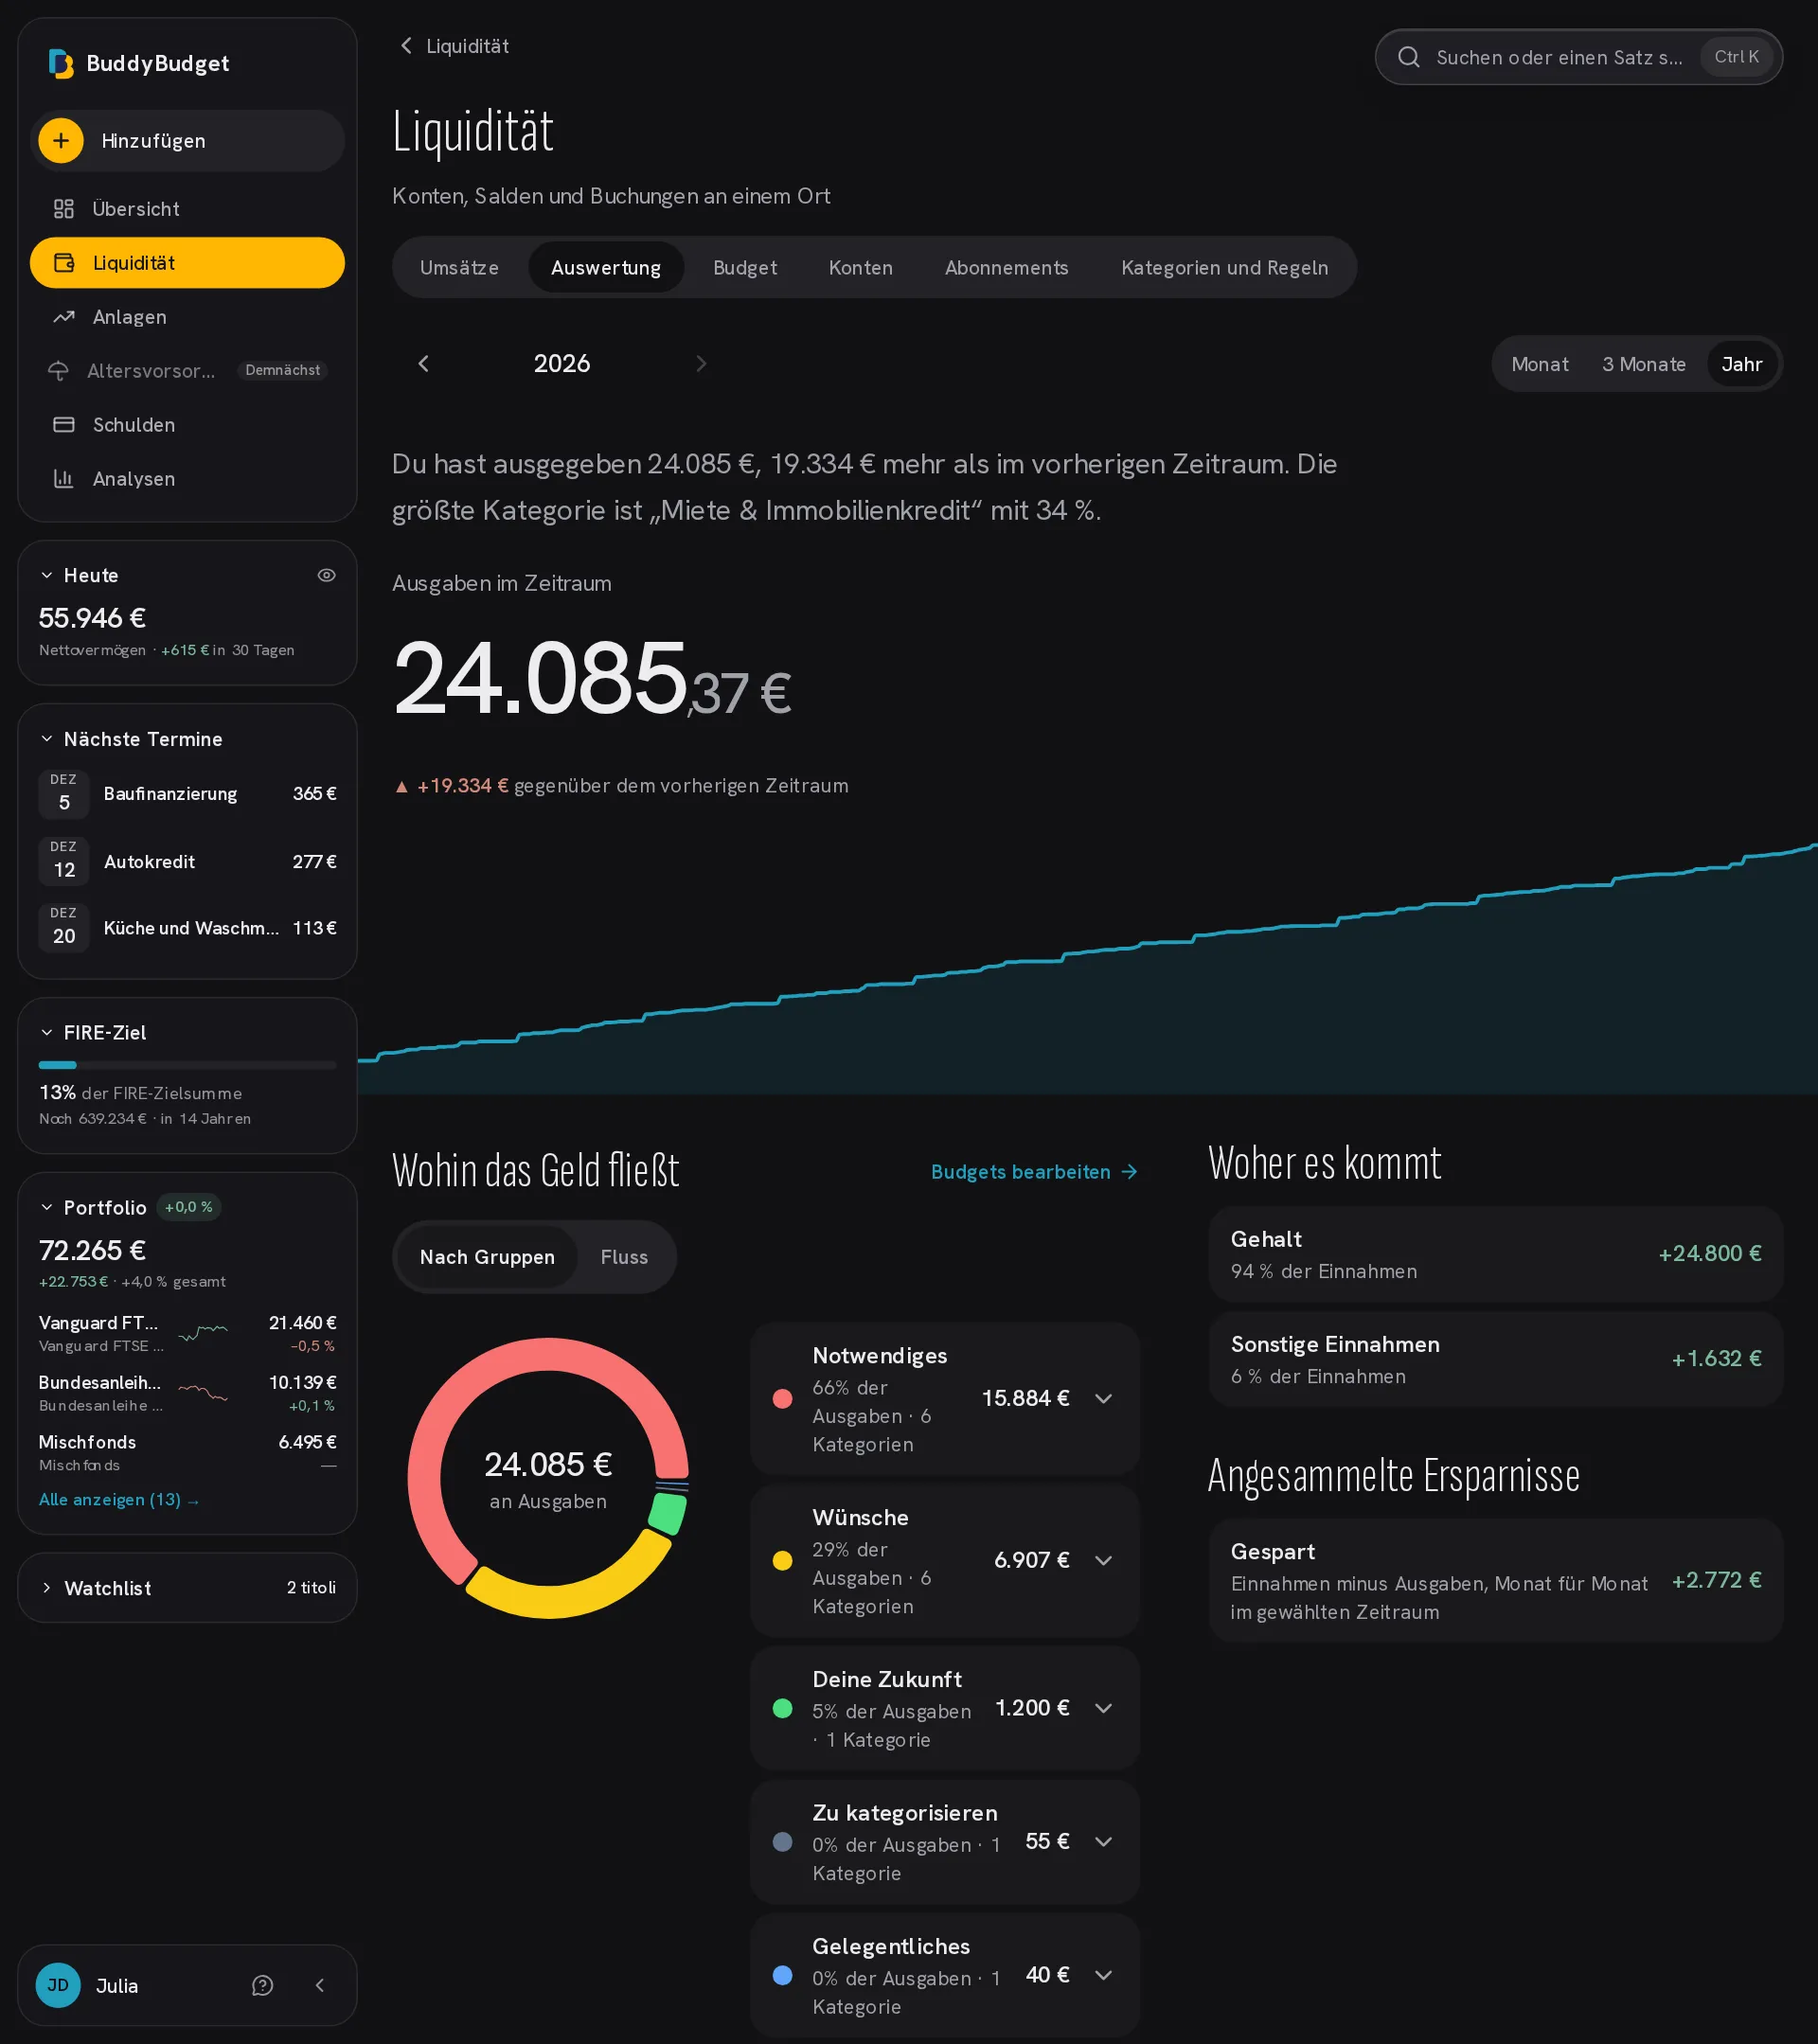 BuddyBudget
Hinzufügen
Übersicht
Liquidität
Anlagen
Altersvorsor... Demnächst
Schulden
Analysen
Heute
55.946 €
Nettovermögen · +615 € in 30 Tagen
Nächste Termine
DEZ
5
Baufinanzierung 365 €
DEZ
12
Autokredit 277 €
DEZ
20
Küche und Waschm... 113 €
FIRE-Ziel
13% der FIRE-Zielsumme
Noch 639.234 € · in 14 Jahren
Portfolio +0,0 %
72.265 €
+22.753 € · +4,0 % gesamt
Vanguard FT... 21.460 €
Vanguard FTSE ... −0,5 %
Bundesanleih... 10.139 €
Bundesanleihe ... +0,1 %
Mischfonds 6.495 €
Mischfonds —
Alle anzeigen (13) →
Watchlist 2 titoli
JD Julia
Liquidität
Suchen oder einen Satz s... Ctrl K
Liquidität
Konten, Salden und Buchungen an einem Ort
Umsätze Auswertung Budget Konten Abonnements Kategorien und Regeln
2026
Monat 3 Monate Jahr
Du hast ausgegeben 24.085 €, 19.334 € mehr als im vorherigen Zeitraum. Die
größte Kategorie ist „Miete & Immobilienkredit“ mit 34 %.
Ausgaben im Zeitraum
24.085,37 €
▲ +19.334 € gegenüber dem vorherigen Zeitraum
Wohin das Geld fließt
Budgets bearbeiten →
Nach Gruppen Fluss
24.085 €
an Ausgaben
Notwendiges
66% der
Ausgaben · 6
Kategorien
15.884 €
Wünsche
29% der
Ausgaben · 6
Kategorien
6.907 €
Deine Zukunft
5% der Ausgaben
· 1 Kategorie
1.200 €
Zu kategorisieren
0% der Ausgaben · 1
Kategorie
55 €
Gelegentliches
0% der Ausgaben · 1
Kategorie
40 €
Woher es kommt
Gehalt
94 % der Einnahmen
+24.800 €
Sonstige Einnahmen
6 % der Einnahmen
+1.632 €
Angesammelte Ersparnisse
Gespart
Einnahmen minus Ausgaben, Monat für Monat
im gewählten Zeitraum
+2.772 €